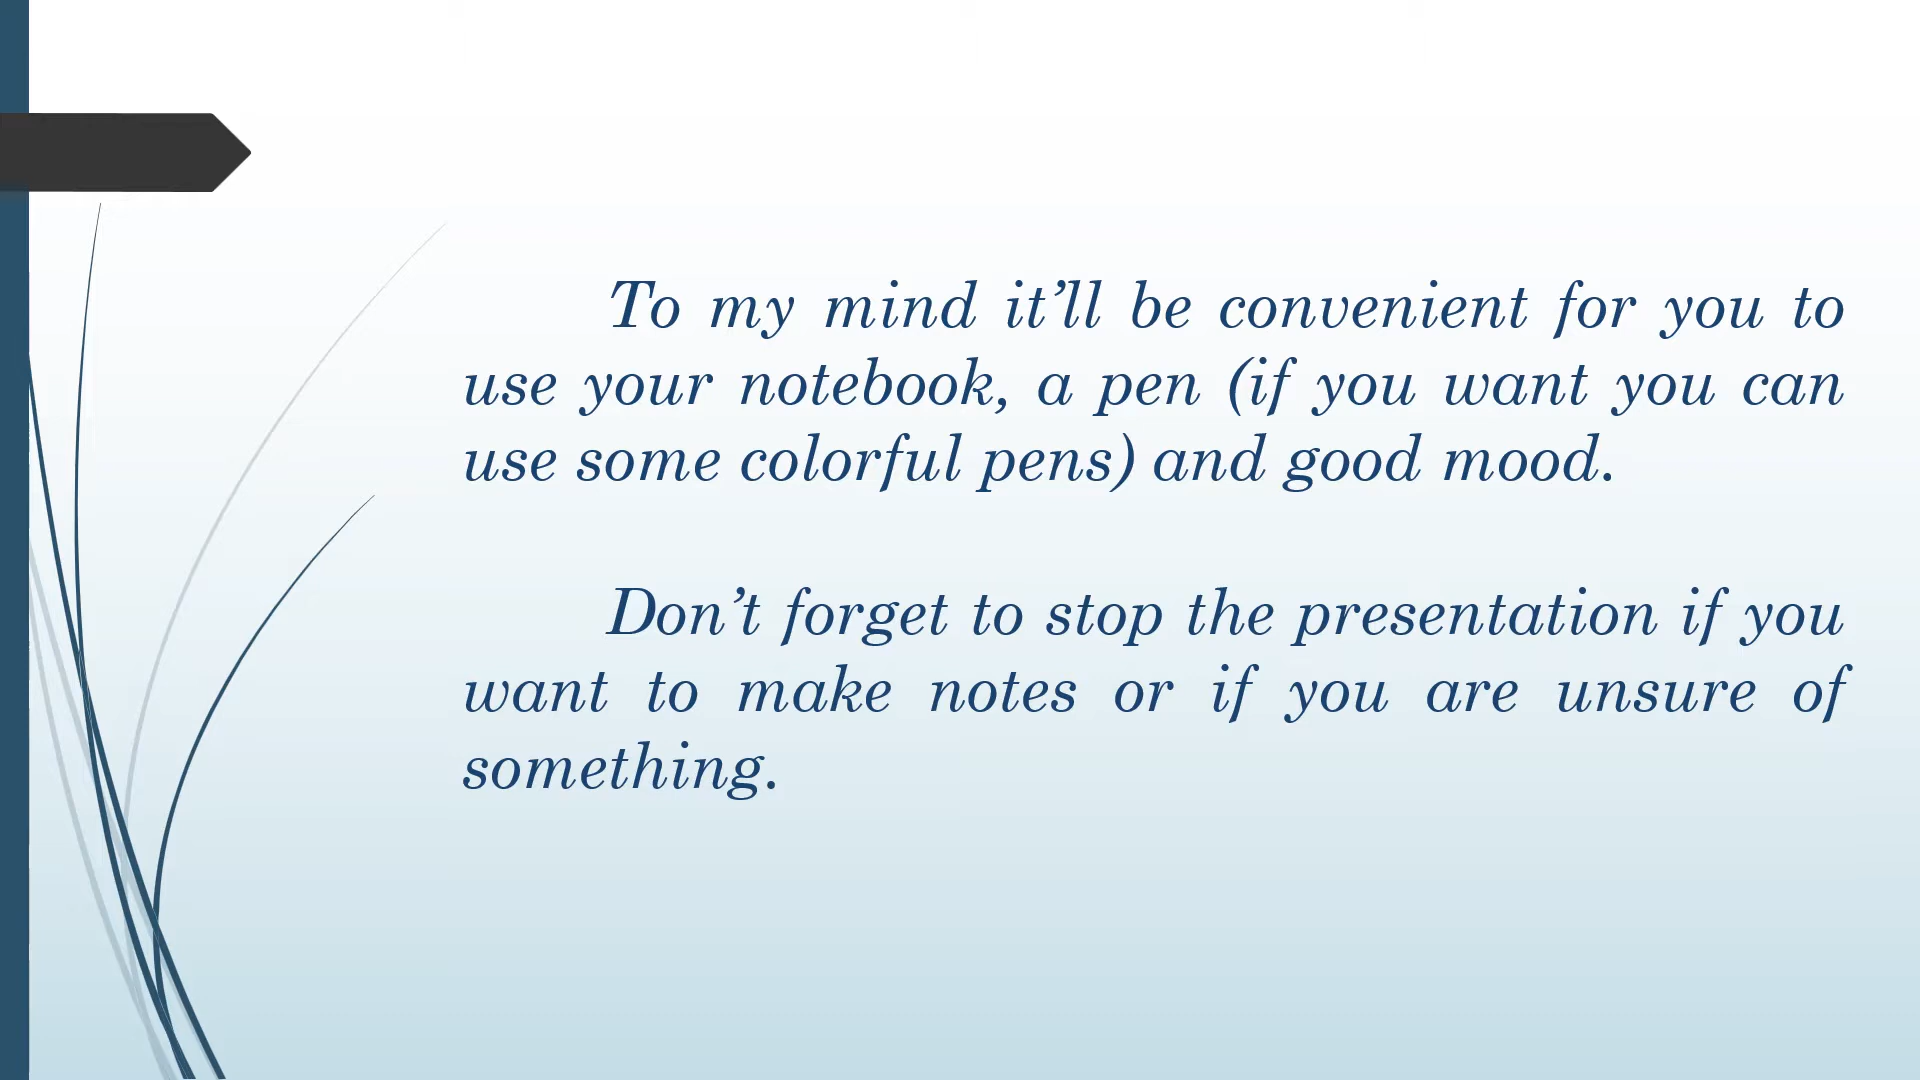 To my mind it’ll be convenient for you to
use your notebook, a pen (if you want you can
use some colorful pens) and good mood.
Don’t forget to stop the presentation if you
want to make notes or if you are unsure of
something.